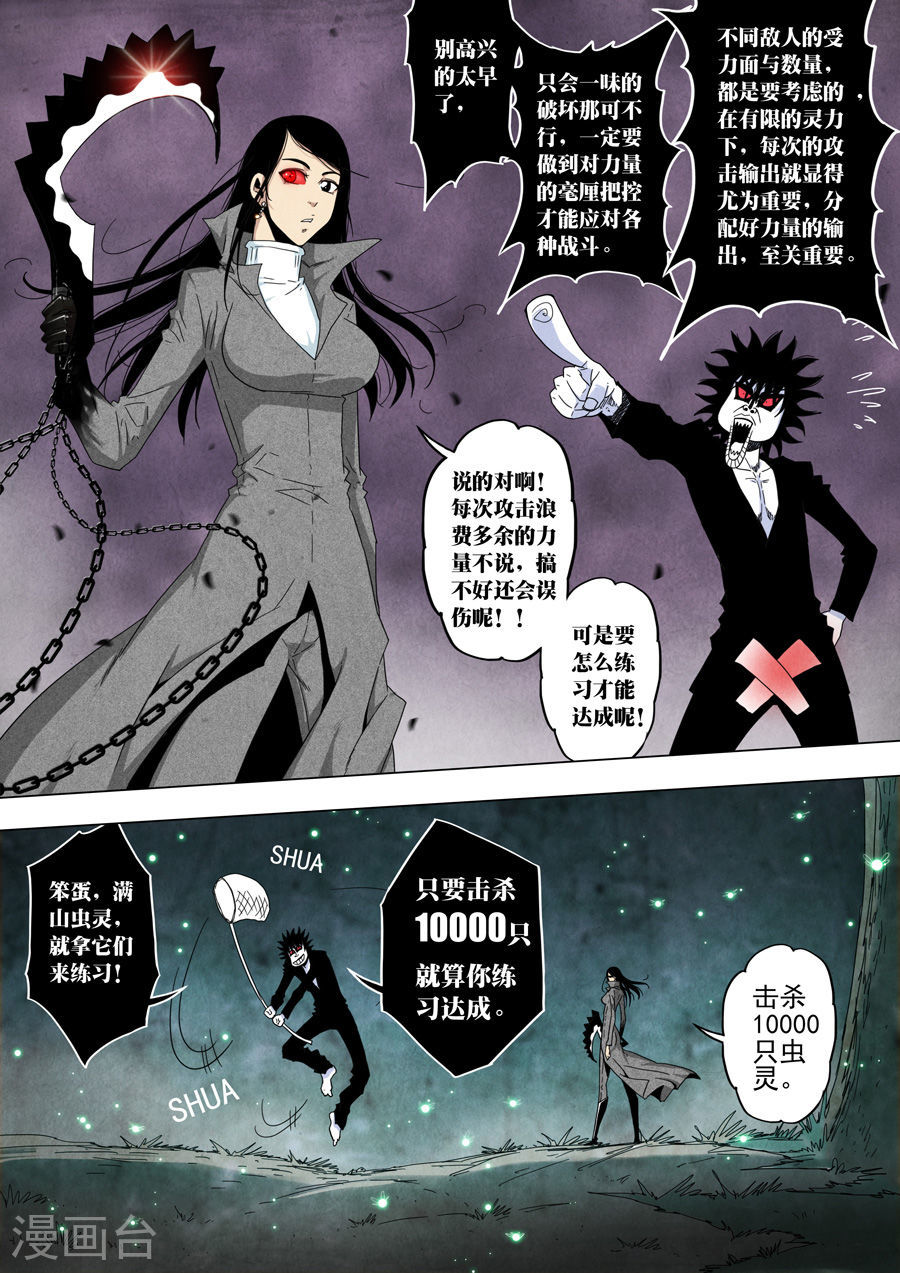 别高兴
的太早
了，
只会一味的
破坏那可不
行，一定要
做到对力量
的毫厘把控
才能应对各
种战斗。
不同敌人的受
力面与数量，
都是要考虑的，
在有限的灵力
下，每次的攻
击输出就显得
尤为重要，分
配好力量的输
出，至关重要。
说的对啊！
每次攻击浪
费多余的力
量不说，搞
不好还会误
伤呢！！
可是要
怎么练
习才能
达成呢！
笨蛋，满
山虫灵，
就拿它们
来练习！
SHUA
SHUA
只要击杀
10000只
就算你练
习达成。
击杀
10000
只虫
灵。
漫画台